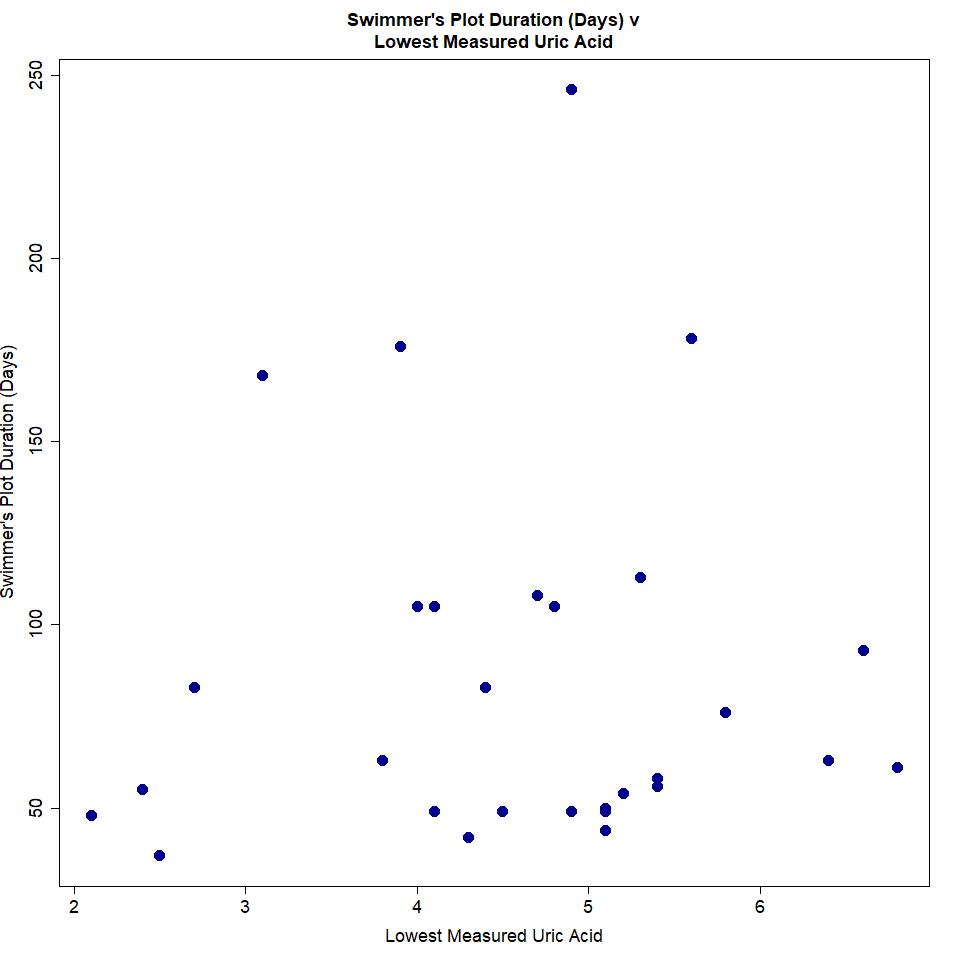 Swimmer's Plot Duration (Days) v
Lowest Measured Uric Acid
Swimmer's Plot Duration (Days)
250
200
150
100
50
2 3 4 5 6
Lowest Measured Uric Acid